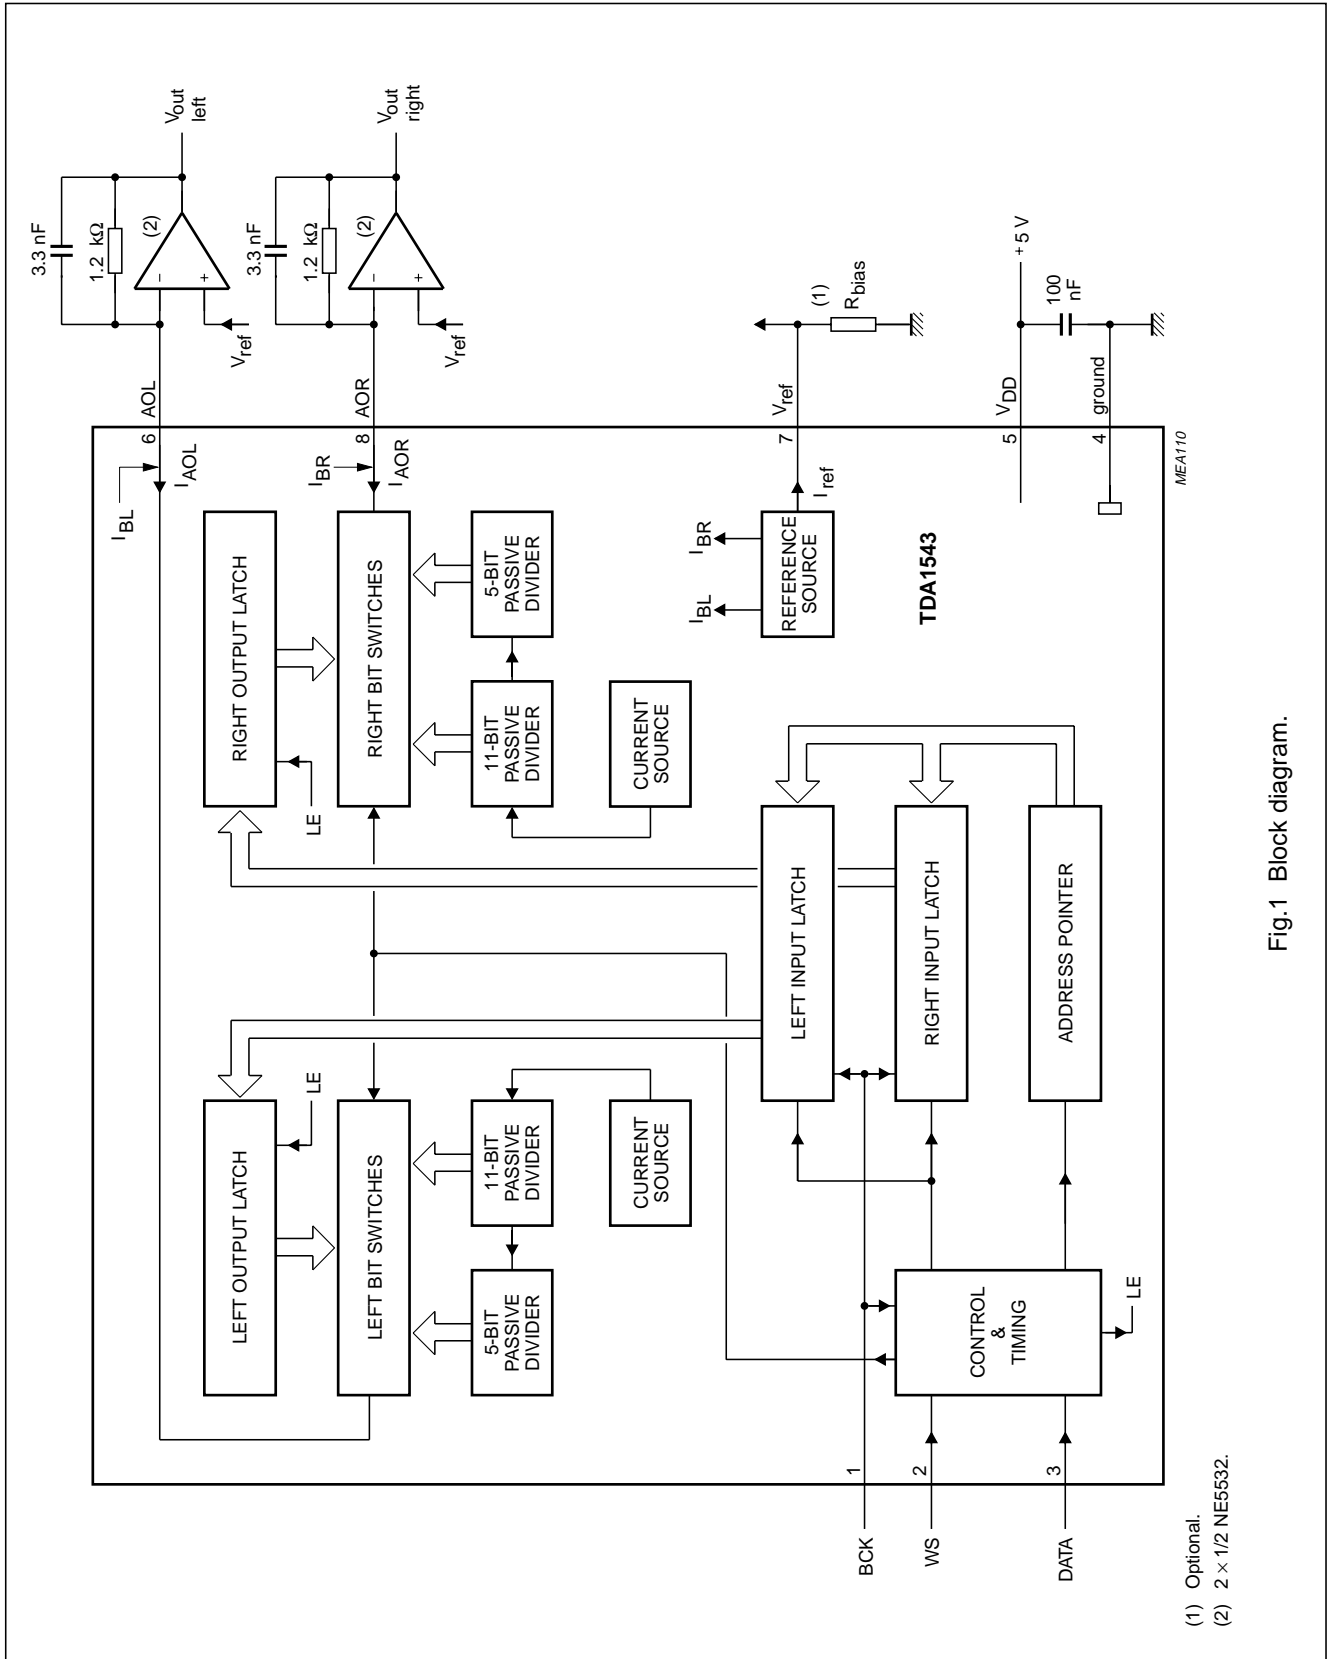 3.3 nF
1.2 kΩ
(2)
−
+
Vref
Vout
left
3.3 nF
1.2 kΩ
(2)
−
+
Vref
Vout
right
(1)
Rbias
+ 5 V
100
nF
6
AOL
IBL
IAOL
8
AOR
IBR
IAOR
7
Vref
Iref
5
VDD
4
ground
MEA110
LEFT OUTPUT LATCH
LE
RIGHT OUTPUT LATCH
LE
LEFT BIT SWITCHES
RIGHT BIT SWITCHES
5-BIT
PASSIVE
DIVIDER
11-BIT
PASSIVE
DIVIDER
11-BIT
PASSIVE
DIVIDER
5-BIT
PASSIVE
DIVIDER
CURRENT
SOURCE
CURRENT
SOURCE
IBL
IBR
REFERENCE
SOURCE
TDA1543
LEFT INPUT LATCH
RIGHT INPUT LATCH
ADDRESS POINTER
CONTROL
&
TIMING
LE
BCK
1
WS
2
DATA
3
(1) Optional.
(2) 2 × 1/2 NE5532.
Fig.1 Block diagram.